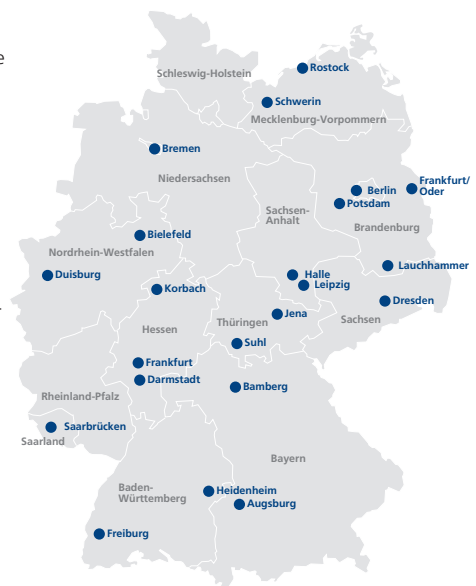 e
Schleswig-Holstein
Rostock
Schwerin
Mecklenburg-Vorpommern
Bremen
Niedersachsen
Frankfurt/
Oder
Berlin
Potsdam
Sachsen-
Anhalt
Brandenburg
Bielefeld
Nordrhein-Westfalen
Duisburg
Lauchhammer
Halle
Leipzig
Korbach
Dresden
Jena
Thüringen
Sachsen
Hessen
Suhl
Frankfurt
Darmstadt
Bamberg
Rheinland-Pfalz
Saarbrücken
Saarland
Bayern
Baden-
Württemberg
Heidenheim
Augsburg
Freiburg